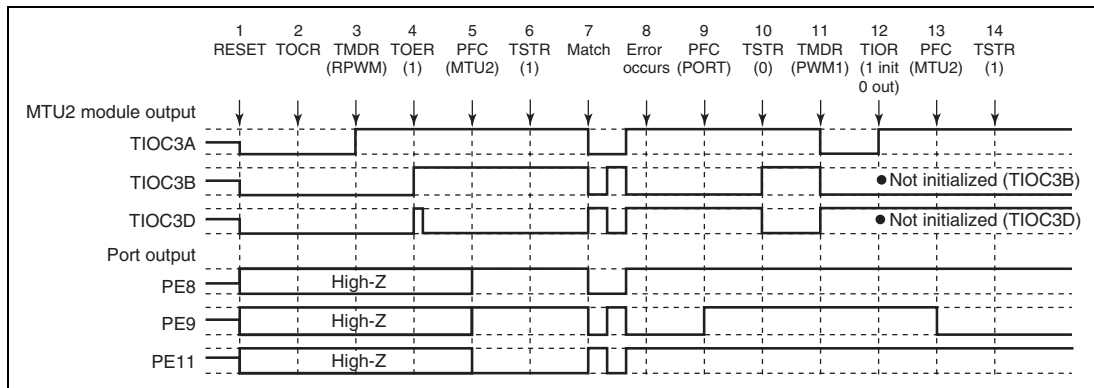 1 2 3 4 5 6 7 8 9 10 11 12 13 14
RESET TOCR TMDR TOER PFC TSTR Match Error PFC TSTR TMDR TIOR PFC TSTR
(RPWM) (1) (MTU2) (1) occurs (PORT) (0) (PWM1) (1 init (MTU2) (1)
0 out)
MTU2 module output
TIOC3A
TIOC3B
● Not initialized (TIOC3B)
TIOC3D
● Not initialized (TIOC3D)
Port output
PE8 High-Z
PE9 High-Z
PE11 High-Z